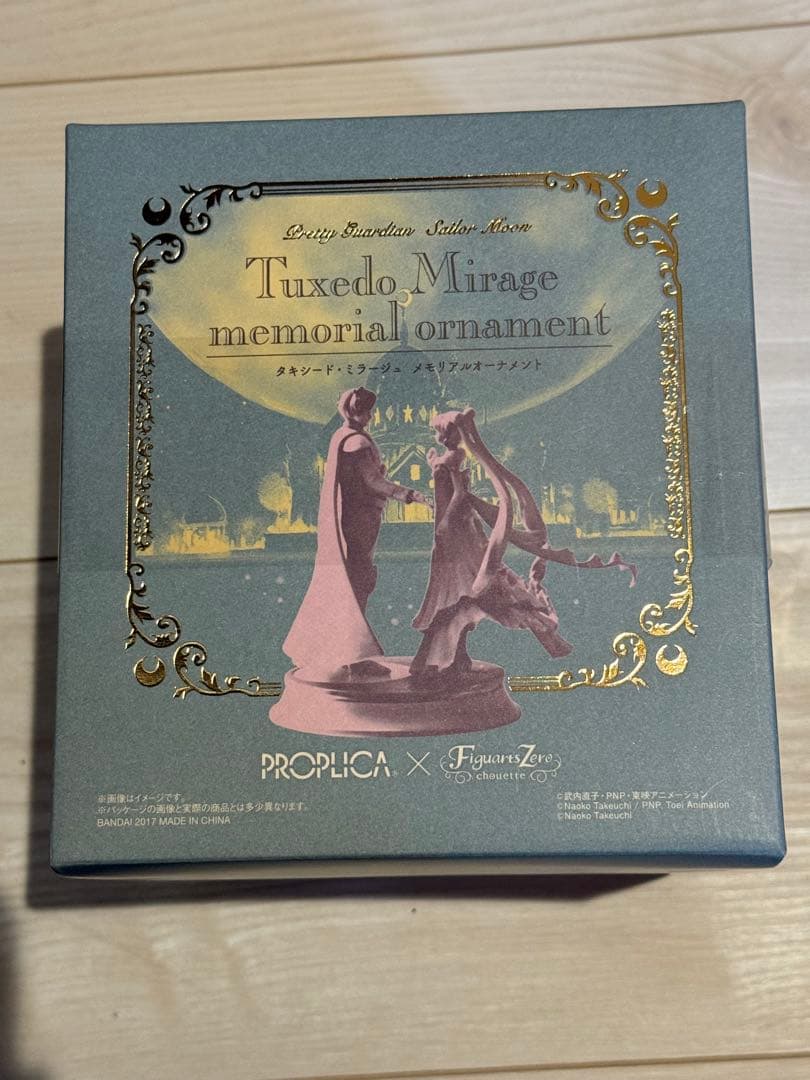 Pretty Guardian Sailor Moon
Tuxedo Mirage
memorial ornament
タキシード・ミラージュ メモリアルオーナメント
PROPLICA® × FiguartsZero
chouette
※画像はイメージです。
※パッケージの画像と実際の商品とは多少異なります。
BANDAI 2017 MADE IN CHINA
©武内直子・PNP・東映アニメーション
©Naoko Takeuchi / PNP, Toei Animation
©Naoko Takeuchi